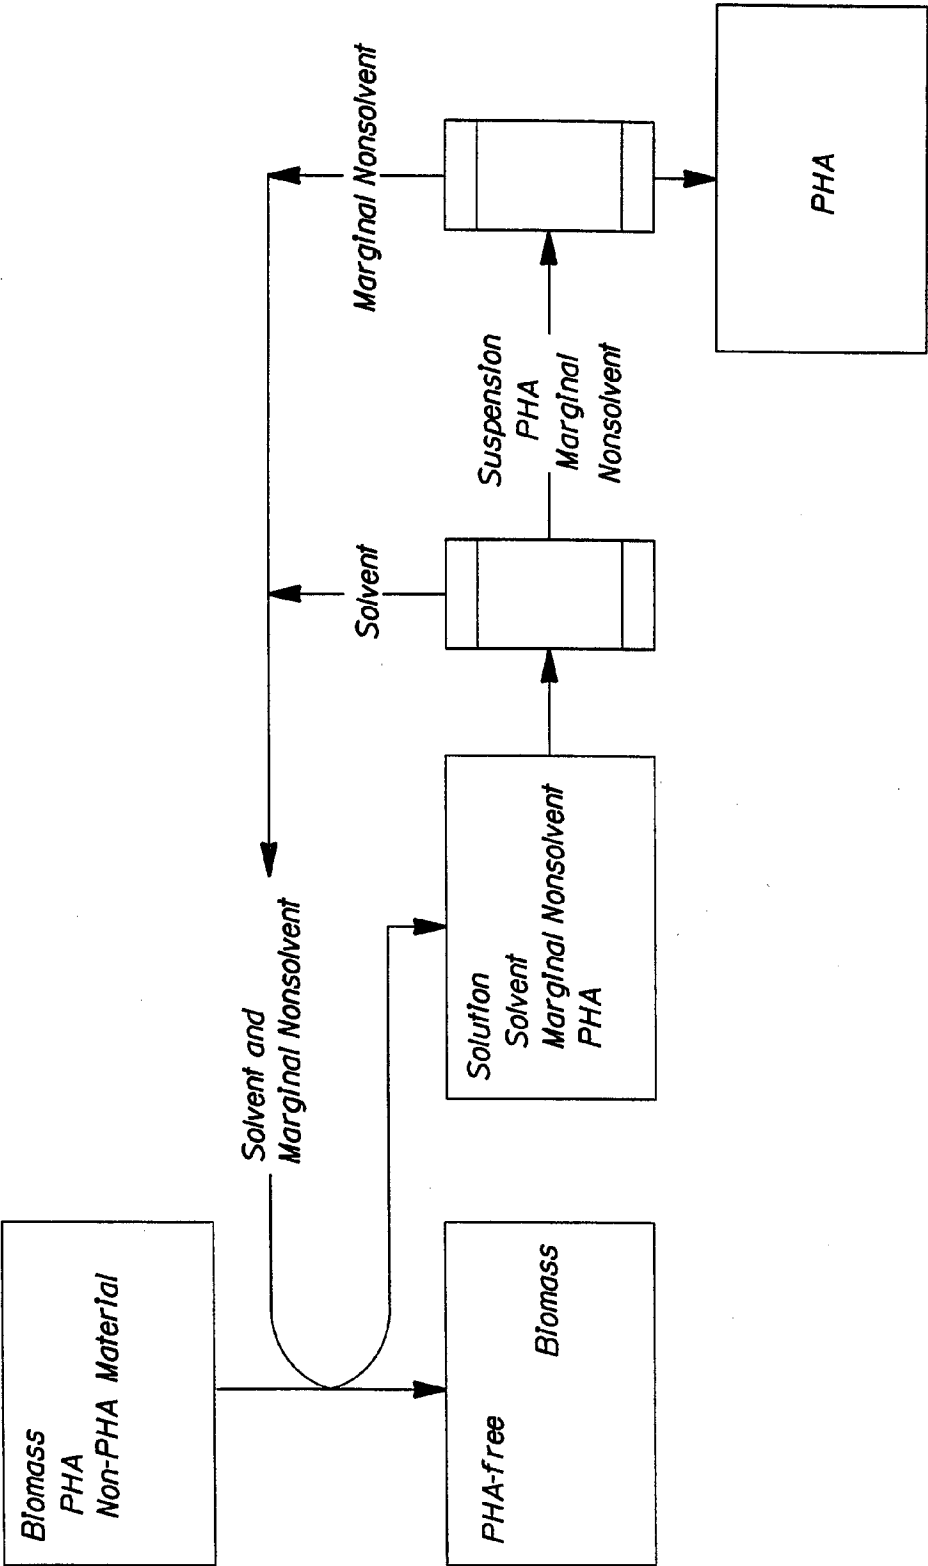 Biomass
PHA
Non-PHA Material
PHA-free
Biomass
Solvent and
Marginal Nonsolvent
Solution
Solvent
Marginal Nonsolvent
PHA
Solvent
Suspension
PHA
Marginal
Nonsolvent
Marginal Nonsolvent
PHA